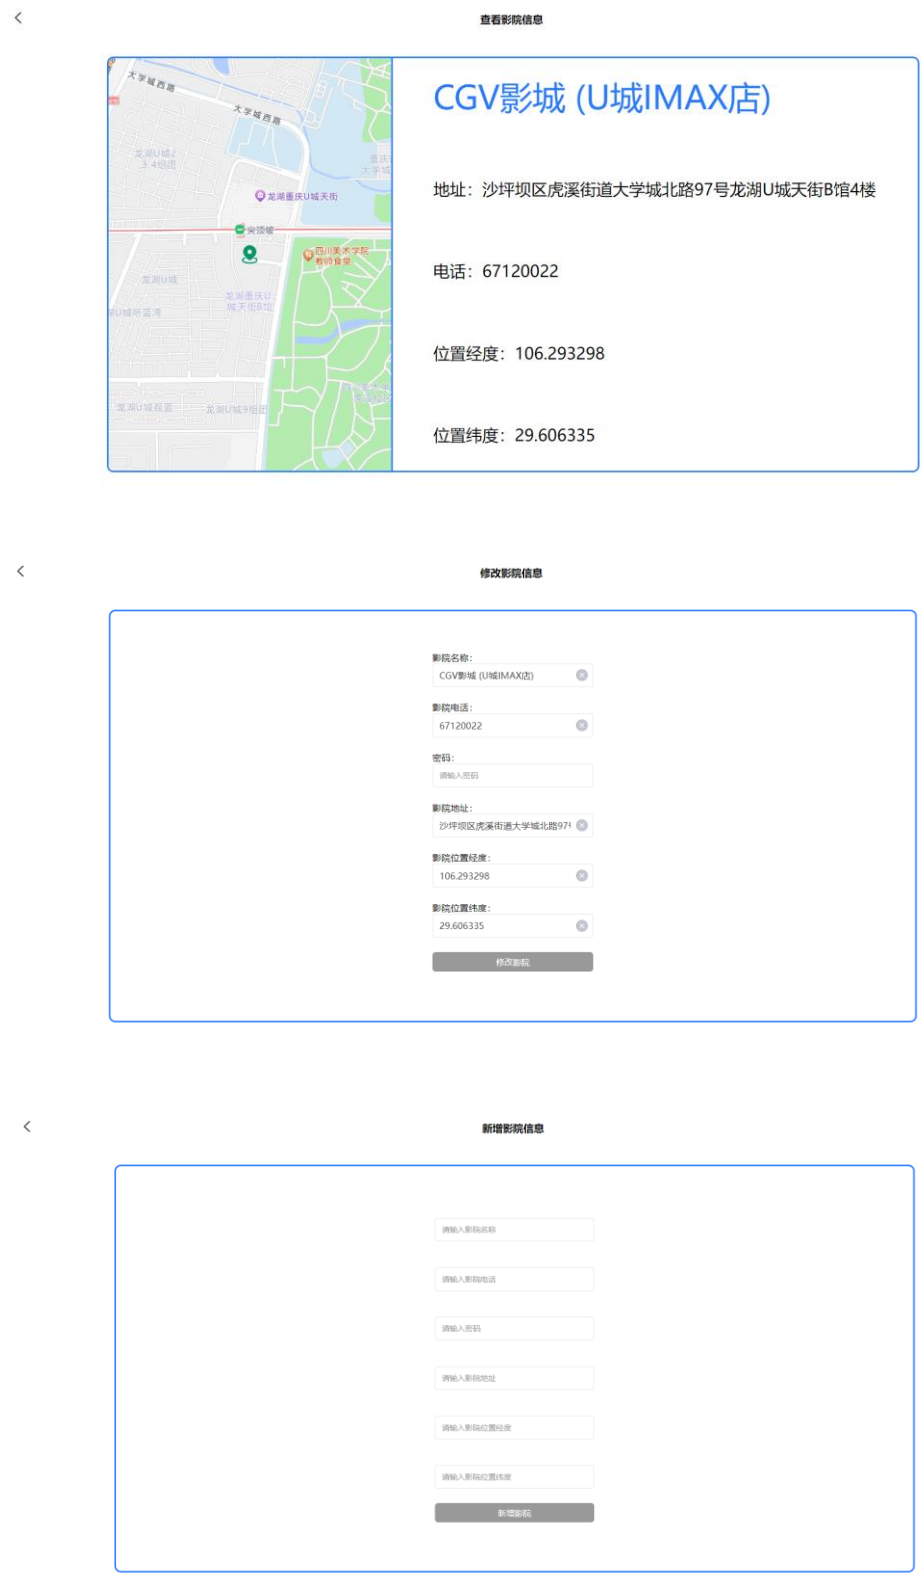 查看影院信息
大学城西路
大学城西路
龙湖U城2
3-4组团
重庆
大学城
龙湖重庆U城天街
尖顶坡
四川美术学院
教师食堂
龙湖U城
龙湖重庆U
城天街B馆
U城听蓝湾
龙湖U城观蓝
龙湖U城9组团
CGV影城 (U城IMAX店)
地址：沙坪坝区虎溪街道大学城北路97号龙湖U城天街B馆4楼
电话：67120022
位置经度：106.293298
位置纬度：29.606335
修改影院信息
影院名称：
CGV影城 (U城IMAX店)
影院电话：
67120022
密码：
请输入密码
影院地址：
沙坪坝区虎溪街道大学城北路97号
影院位置经度：
106.293298
影院位置纬度：
29.606335
修改影院
新增影院信息
请输入影院名称
请输入影院电话
请输入密码
请输入影院地址
请输入影院位置经度
请输入影院位置纬度
新增影院